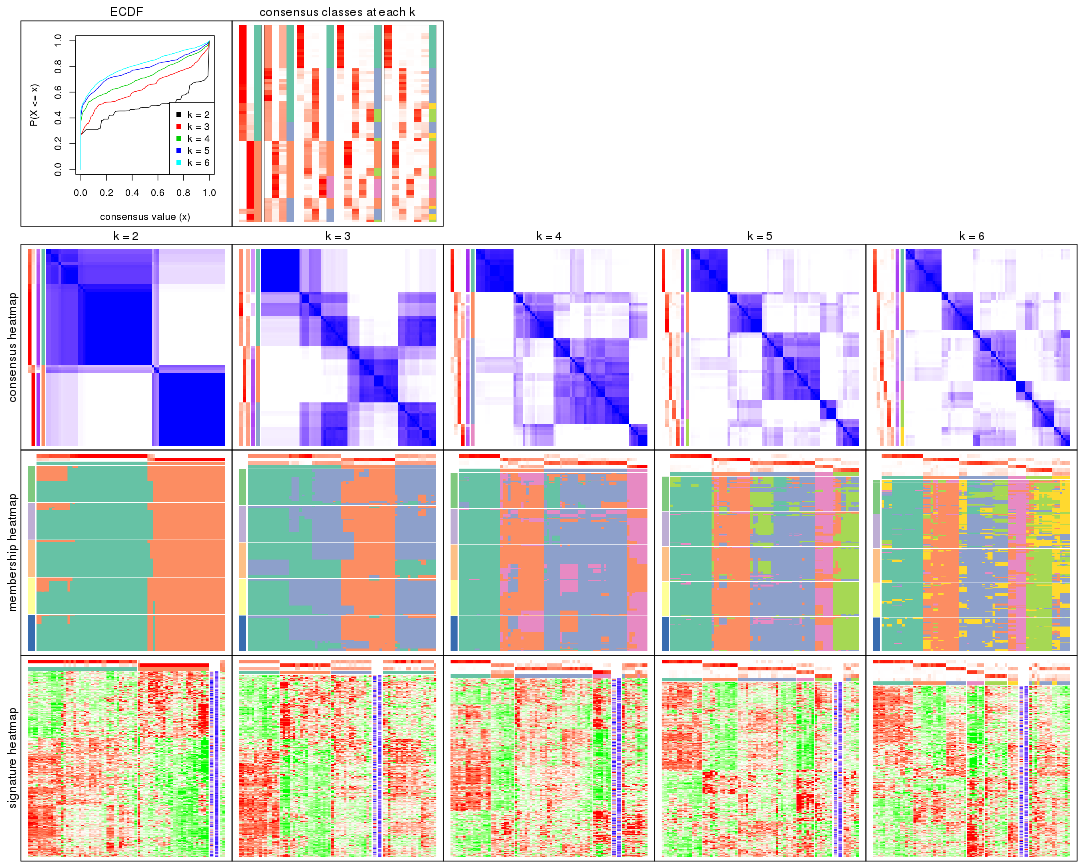 ECDF
consensus classes at each k
P(X <= x)
0.0 0.2 0.4 0.6 0.8 1.0
k = 2
k = 3
k = 4
k = 5
k = 6
0.0 0.2 0.4 0.6 0.8 1.0
consensus value (x)
k = 2 k = 3 k = 4 k = 5 k = 6
consensus heatmap
membership heatmap
signature heatmap